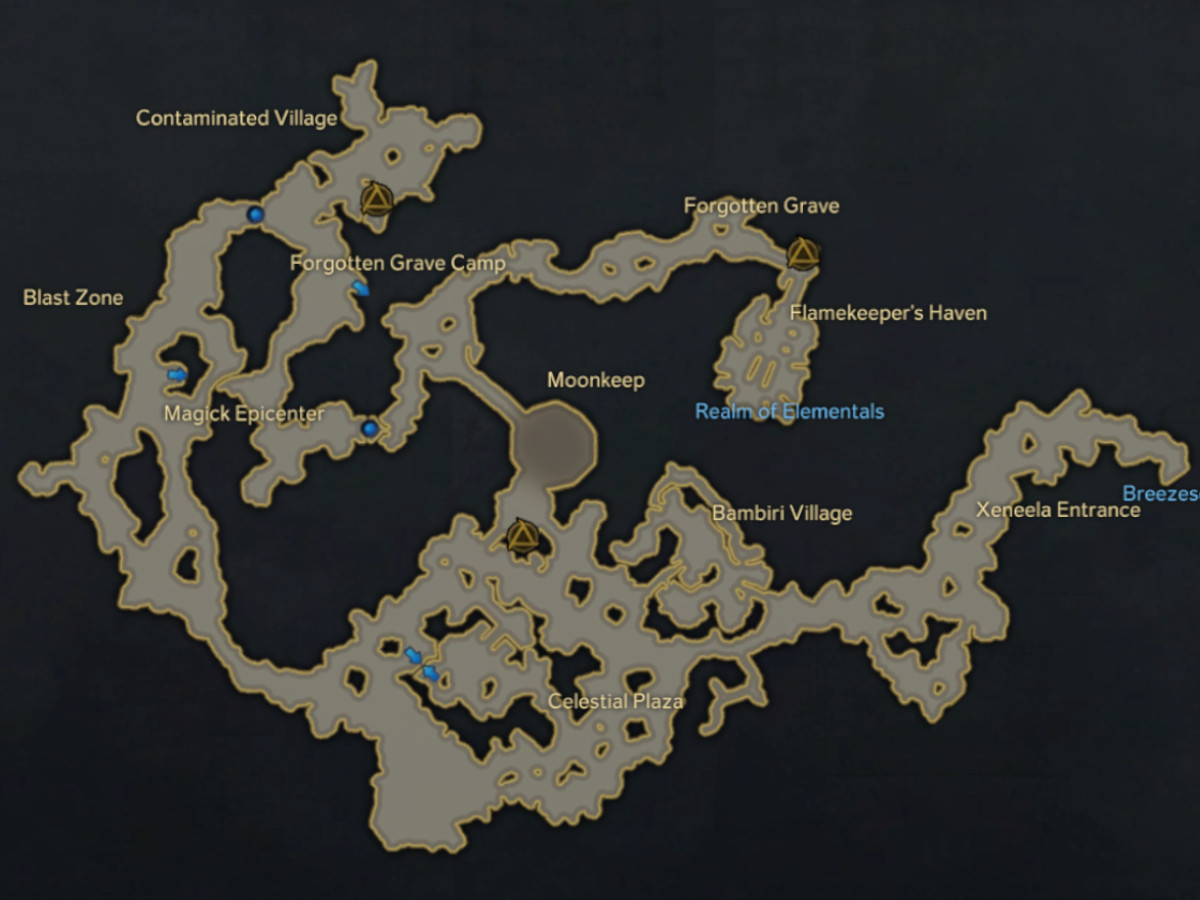 Contaminated Village
Forgotten Grave
Forgotten Grave Camp
Blast Zone
Flamekeeper's Haven
Moonkeep
Realm of Elementals
Magick Epicenter
Breezes
Xeneela Entrance
Bambiri Village
Celestial Plaza